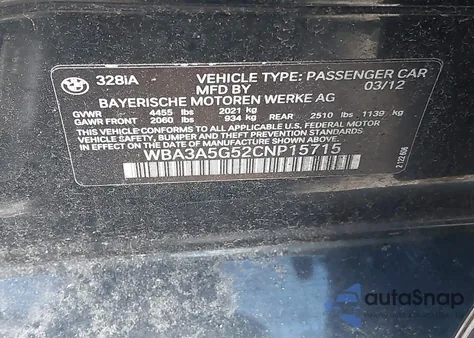 328iA VEHICLE TYPE: PASSENGER CAR
MFD BY 03/12
BAYERISCHE MOTOREN WERKE AG
GVWR 4455 lbs 2021 kg
GAWR FRONT 2060 lbs 934 kg REAR 2510 lbs 1139 kg
THIS VEHICLE CONFORMS TO ALL APPLICABLE U.S. FEDERAL MOTOR
VEHICLE SAFETY, BUMPER, AND THEFT PREVENTION STANDARDS
IN EFFECT ON THE DATE OF MANUFACTURE SHOWN ABOVE.
WBA3A5G52CNP15715
autoSnap